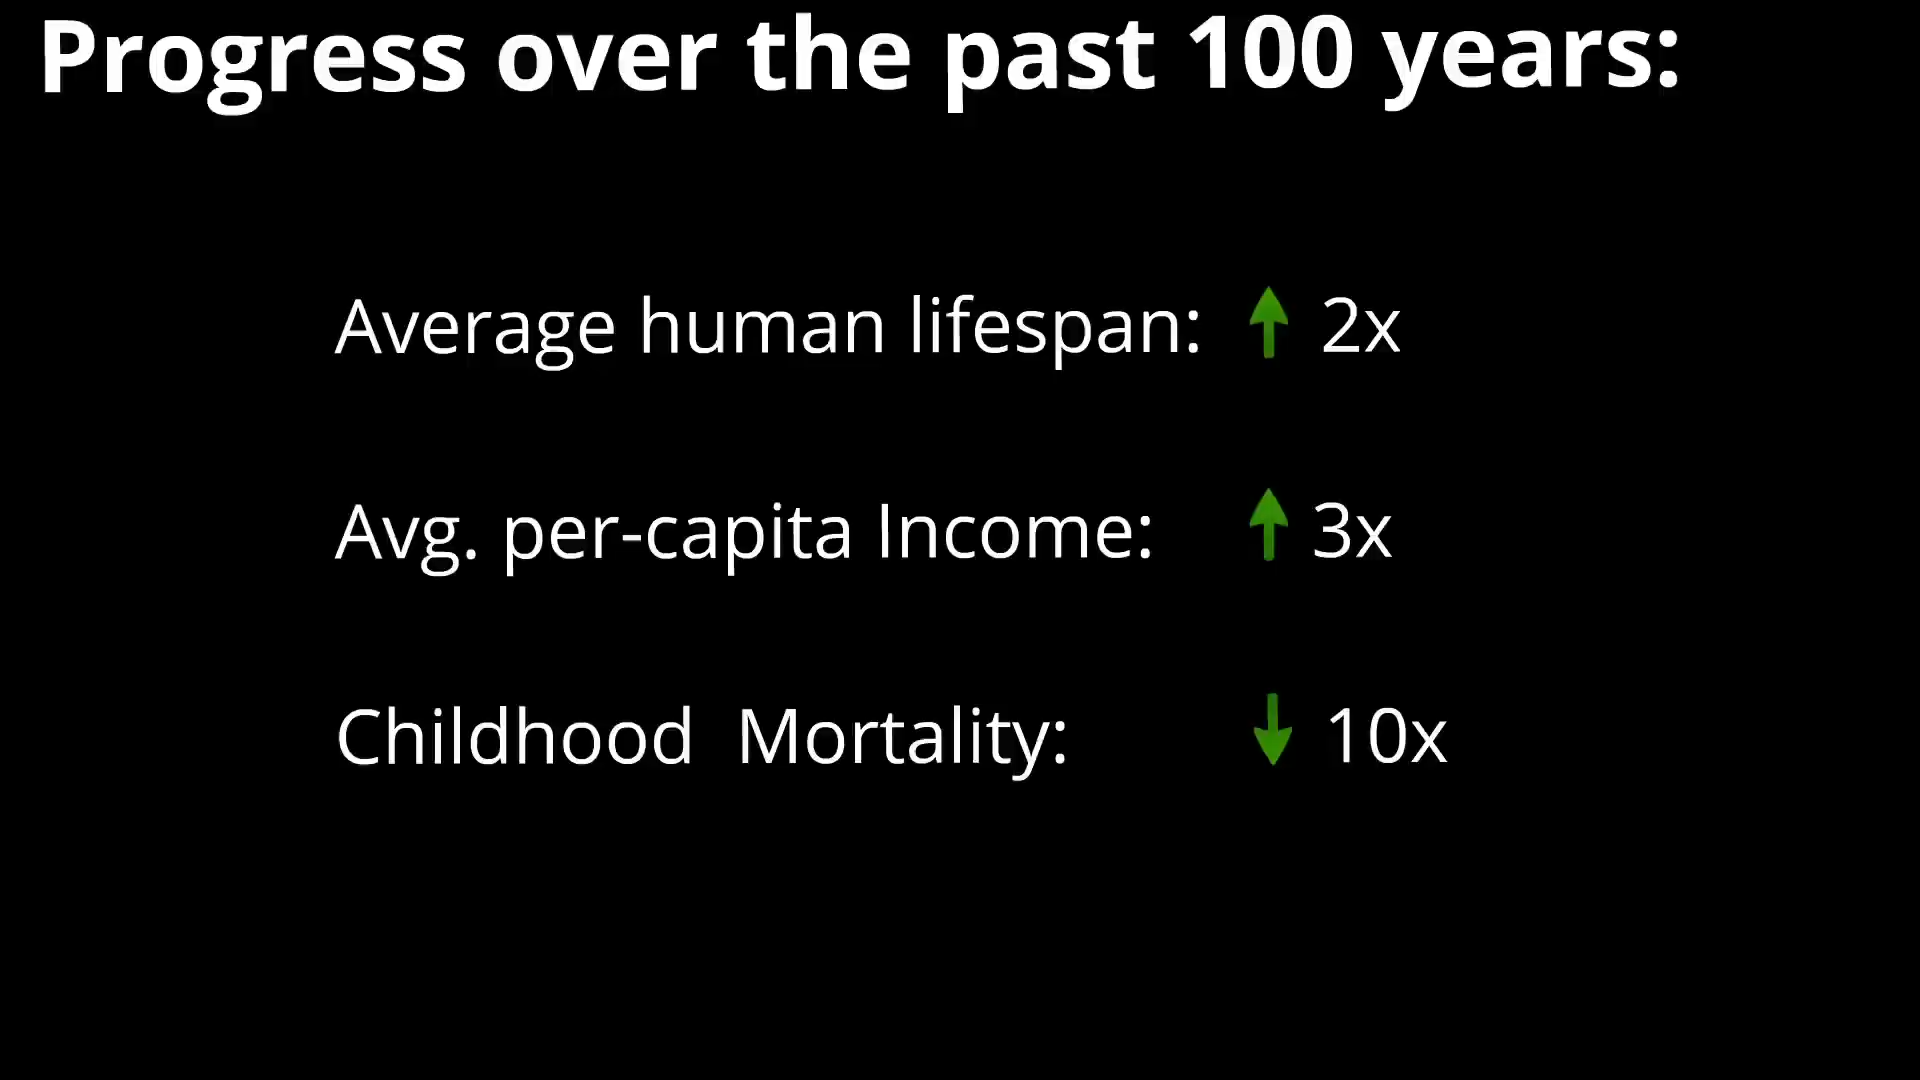 Progress over the past 100 years:
Average human lifespan: ↑ 2x
Avg. per-capita Income: ↑ 3x
Childhood Mortality: ↓ 10x